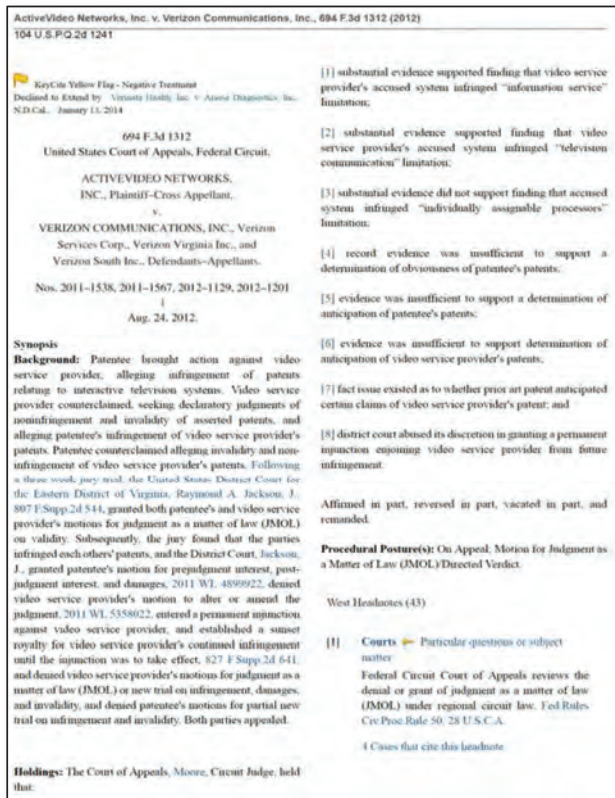 ActiveVideo Networks, Inc. v. Verizon Communications, Inc., 694 F.3d 1312 (2012)
104 U.S.P.Q.2d 1241
KeyCite Yellow Flag - Negative Treatment
Declined to Extend by Verinata Health, Inc. v. Ariosa Diagnostics, Inc.,
N.D.Cal., January 13, 2014
694 F.3d 1312
United States Court of Appeals, Federal Circuit.
ACTIVEVIDEO NETWORKS,
INC., Plaintiff–Cross Appellant,
v.
VERIZON COMMUNICATIONS, INC., Verizon
Services Corp., Verizon Virginia Inc., and
Verizon South Inc., Defendants–Appellants.
Nos. 2011–1538, 2011–1567, 2012–1129, 2012–1201
|
Aug. 24, 2012.
Synopsis
Background: Patentee brought action against video
service provider, alleging infringement of patents
relating to interactive television systems. Video service
provider counterclaimed, seeking declaratory judgments of
noninfringement and invalidity of asserted patents, and
alleging patentee's infringement of video service provider's
patents. Patentee counterclaimed alleging invalidity and non-
infringement of video service provider's patents. Following
a three week jury trial, the United States District Court for
the Eastern District of Virginia, Raymond A. Jackson, J.,
807 F.Supp.2d 544, granted both patentee's and video service
provider's motions for judgment as a matter of law (JMOL)
on validity. Subsequently, the jury found that the parties
infringed each others' patents, and the District Court, Jackson,
J., granted patentee's motion for prejudgment interest, post-
judgment interest, and damages, 2011 WL 4899922, denied
video service provider's motion to alter or amend the
judgment, 2011 WL 5358022, entered a permanent injunction
against video service provider, and established a sunset
royalty for video service provider's continued infringement
until the injunction was to take effect, 827 F.Supp.2d 641,
and denied video service provider's motions for judgment as a
matter of law (JMOL) or new trial on infringement, damages,
and invalidity, and denied patentee's motions for partial new
trial on infringement and invalidity. Both parties appealed.
Holdings: The Court of Appeals, Moore, Circuit Judge, held
that:
[1] substantial evidence supported finding that video service
provider's accused system infringed “information service”
limitation;
[2] substantial evidence supported finding that video
service provider's accused system infringed “television
communication” limitation;
[3] substantial evidence did not support finding that accused
system infringed “individually assignable processors”
limitation;
[4] record evidence was insufficient to support a
determination of obviousness of patentee's patents;
[5] evidence was insufficient to support a determination of
anticipation of patentee's patents;
[6] evidence was insufficient to support determination of
anticipation of video service provider's patents;
[7] fact issue existed as to whether prior art patent anticipated
certain claims of video service provider's patent; and
[8] district court abused its discretion in granting a permanent
injunction enjoining video service provider from future
infringement.
Affirmed in part, reversed in part, vacated in part, and
remanded.
Procedural Posture(s): On Appeal; Motion for Judgment as
a Matter of Law (JMOL)/Directed Verdict.
West Headnotes (43)
[1] Courts Particular questions or subject
matter
Federal Circuit Court of Appeals reviews the
denial or grant of judgment as a matter of law
(JMOL) under regional circuit law. Fed.Rules
Civ.Proc.Rule 50, 28 U.S.C.A.
4 Cases that cite this headnote